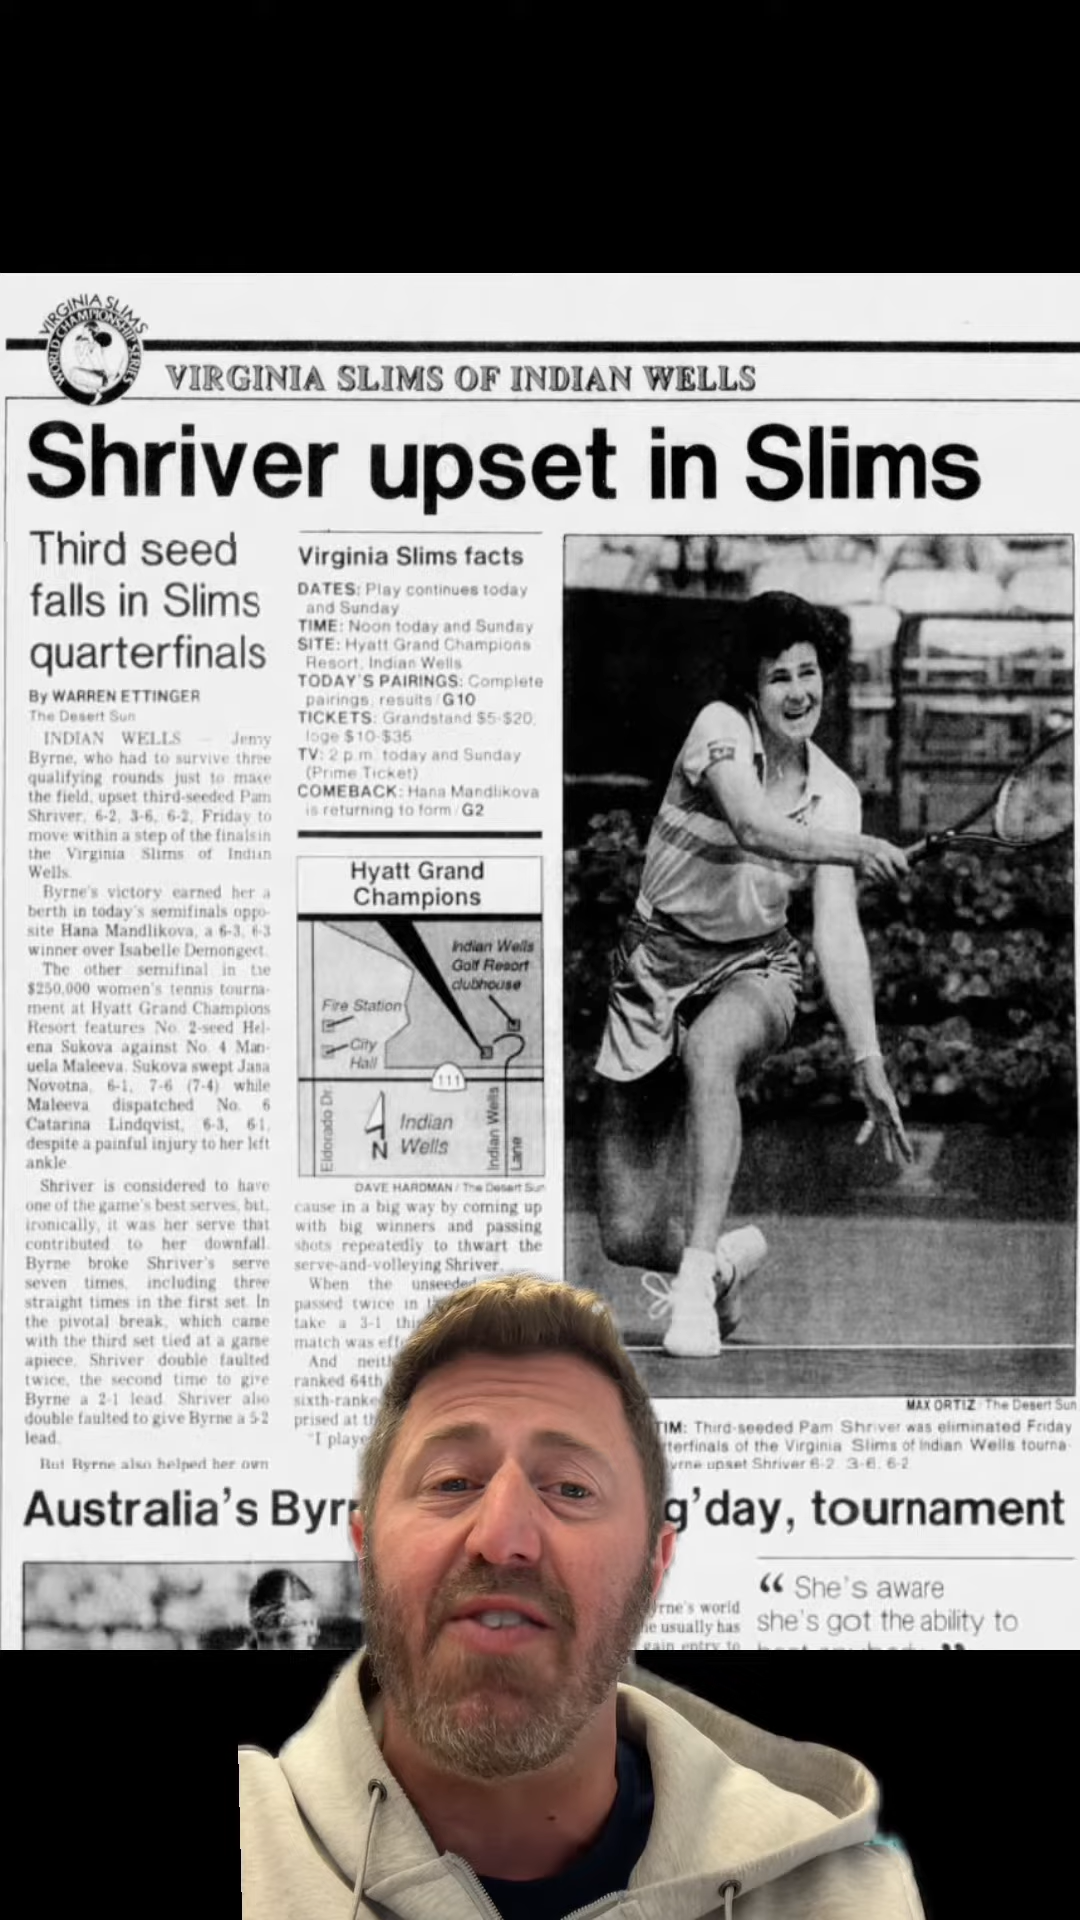 VIRGINIA SLIMS
WORLD CHAMPIONSHIP SERIES
VIRGINIA SLIMS OF INDIAN WELLS
Shriver upset in Slims
Third seed
falls in Slims
quarterfinals
By WARREN ETTINGER
The Desert Sun
INDIAN WELLS — Jenny
Byrne, who had to survive three
qualifying rounds just to make
the field, upset third-seeded Pam
Shriver, 6-2, 3-6, 6-2, Friday to
move within a step of the finals in
the Virginia Slims of Indian
Wells.
Byrne's victory earned her a
berth in today's semifinals oppo-
site Hana Mandlikova, a 6-3, 6-3
winner over Isabelle Demongeot.
The other semifinal in the
$250,000 women's tennis tourna-
ment at Hyatt Grand Champions
Resort features No. 2-seed Hel-
ena Sukova against No. 4 Man-
uela Maleeva. Sukova swept Jana
Novotna, 6-1, 7-6 (7-4) while
Maleeva dispatched No. 6
Catarina Lindqvist, 6-3, 6-1,
despite a painful injury to her left
ankle.
Shriver is considered to have
one of the game's best serves, but,
ironically, it was her serve that
contributed to her downfall.
Byrne broke Shriver's serve
seven times, including three
straight times in the first set. In
the pivotal break, which came
with the third set tied at a game
apiece, Shriver double faulted
twice, the second time to give
Byrne a 2-1 lead. Shriver also
double faulted to give Byrne a 5-2
lead.
But Byrne also helped her own
Virginia Slims facts
DATES: Play continues today
and Sunday
TIME: Noon today and Sunday
SITE: Hyatt Grand Champions
Resort, Indian Wells
TODAY'S PAIRINGS: Complete
pairings, results/G10
TICKETS: Grandstand $5-$20,
loge $10-$35
TV: 2 p.m. today and Sunday
(Prime Ticket)
COMEBACK: Hana Mandlikova
is returning to form/G2
Hyatt Grand
Champions
Indian Wells
Golf Resort
clubhouse
Fire Station
City
Hall
111
Eldorado Dr.
N
Indian
Wells
Indian Wells
Lane
DAVE HARDMAN / The Desert Sun
cause in a big way by coming up
with big winners and passing
shots repeatedly to thwart the
serve-and-volleying Shriver.
When the unseeded
passed twice in
take a 3-1
match was
And
ranked 64th
prised at
"I
MAX ORTIZ / The Desert Sun
TIM: Third-seeded Pam Shriver was eliminated Friday
of the Virginia Slims of Indian Wells tourna-
upset Shriver 6-2, 3-6, 6-2
Australia's g'day, tournament
world
usually has
gain entry to
“ She's aware
she's got the ability to